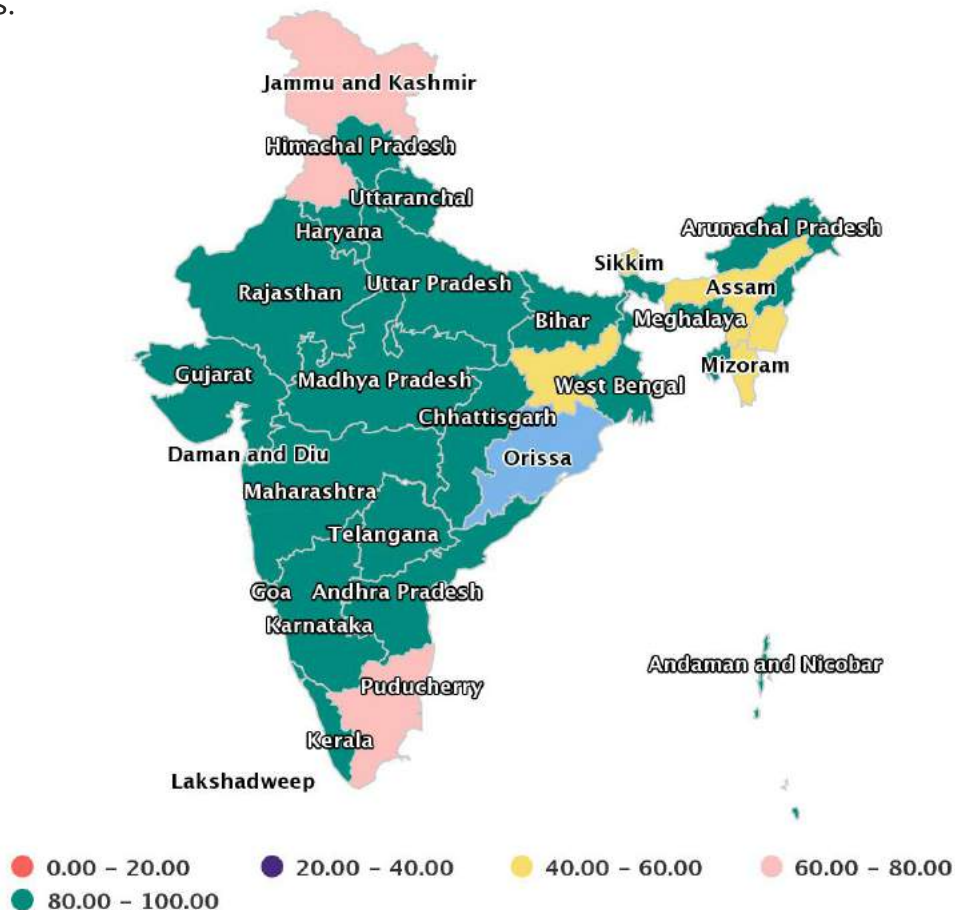 s.
Jammu and Kashmir
Himachal Pradesh
Uttaranchal
Haryana
Arunachal Pradesh
Sikkim
Rajasthan
Uttar Pradesh
Assam
Bihar
Meghalaya
Gujarat
Madhya Pradesh
Mizoram
West Bengal
Chhattisgarh
Daman and Diu
Orissa
Maharashtra
Telangana
Goa
Andhra Pradesh
Karnataka
Andaman and Nicobar
Puducherry
Kerala
Lakshadweep
0.00 – 20.00
20.00 – 40.00
40.00 – 60.00
60.00 – 80.00
80.00 – 100.00